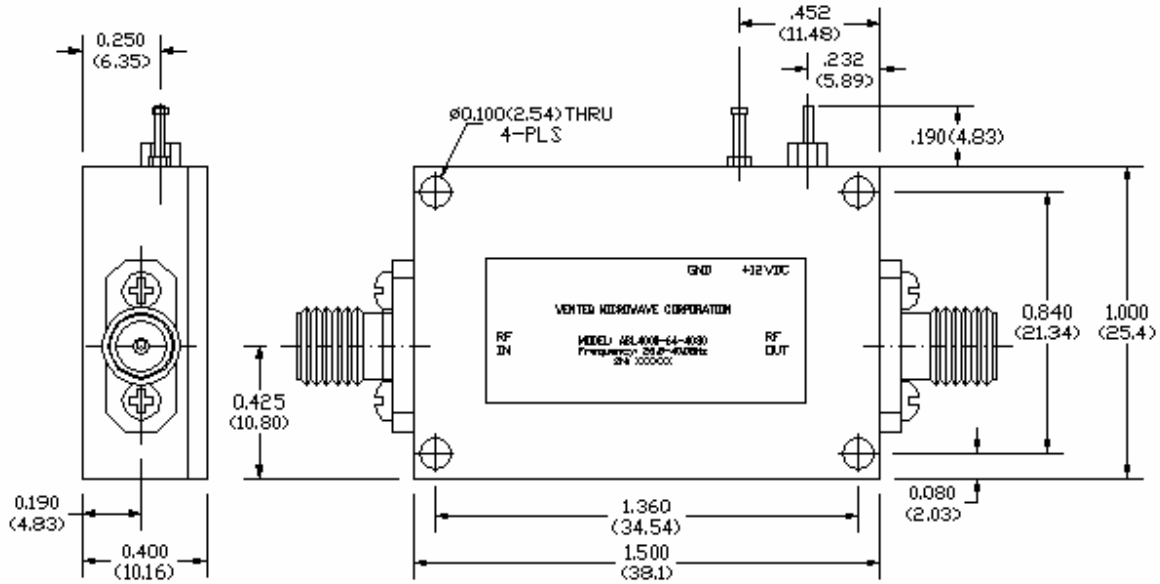 0.250
(6.35)
.452
(11.48)
.232
(5.89)
ø0.100(2.54) THRU
4-PLS
.190(4.83)
GND +12VDC
VENTED MICROWAVE CORPORATION
RF
IN
MODEL:
RF
OUT
XXXXXX
0.840
(21.34)
1.000
(25.4)
0.425
(10.80)
0.190
(4.83)
0.400
(10.16)
1.360
(34.54)
1.500
(38.1)
0.080
(2.03)